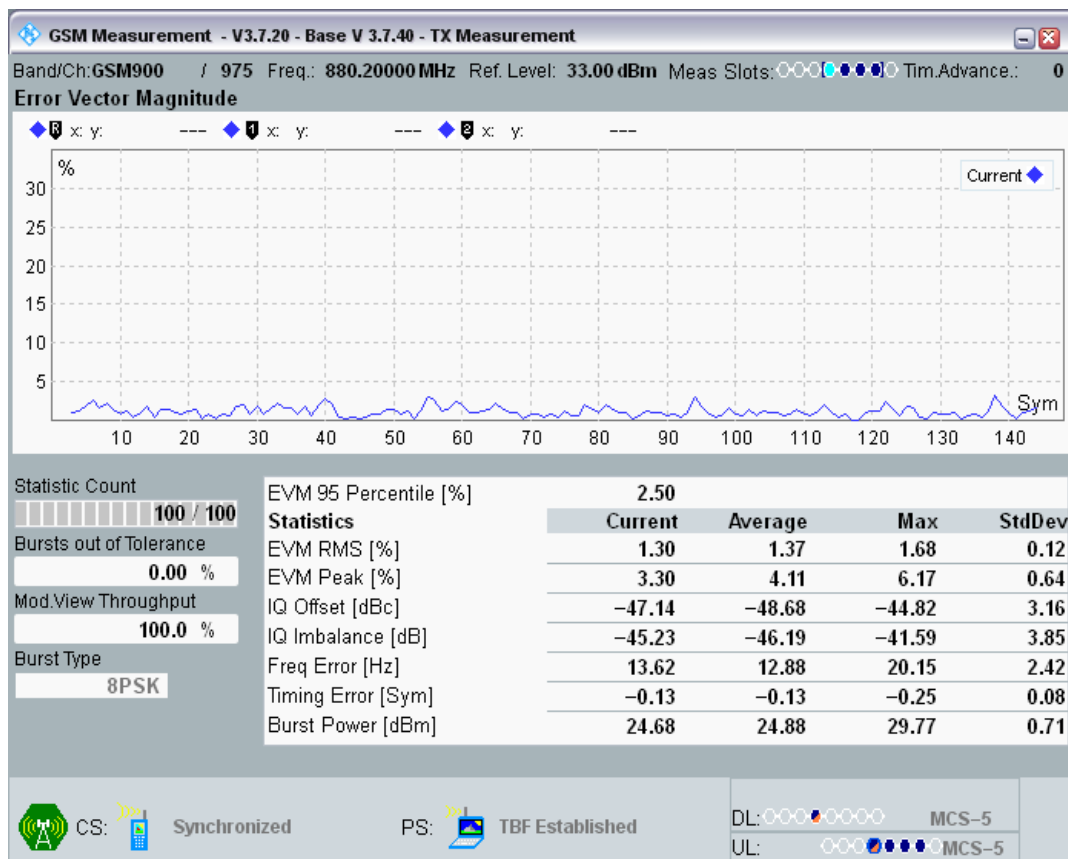 GSM Measurement - V3.7.20 - Base V 3.7.40 - TX Measurement
Band/Ch:GSM900 / 975 Freq.: 880.20000 MHz Ref. Level: 33.00 dBm Meas Slots: Tim.Advance.: 0
Error Vector Magnitude
R x: y: --- 1 x: y: --- 2 x: y: ---
%
Current
30
25
20
15
10
5
Sym
10 20 30 40 50 60 70 80 90 100 110 120 130 140
Statistic Count
100 / 100
Bursts out of Tolerance
0.00 %
Mod.View Throughput
100.0 %
Burst Type
8PSK
EVM 95 Percentile [%] 2.50
Statistics Current Average Max StdDev
EVM RMS [%] 1.30 1.37 1.68 0.12
EVM Peak [%] 3.30 4.11 6.17 0.64
IQ Offset [dBc] −47.14 −48.68 −44.82 3.16
IQ Imbalance [dB] −45.23 −46.19 −41.59 3.85
Freq Error [Hz] 13.62 12.88 20.15 2.42
Timing Error [Sym] −0.13 −0.13 −0.25 0.08
Burst Power [dBm] 24.68 24.88 29.77 0.71
CS: Synchronized PS: TBF Established
DL: MCS−5
UL: MCS−5